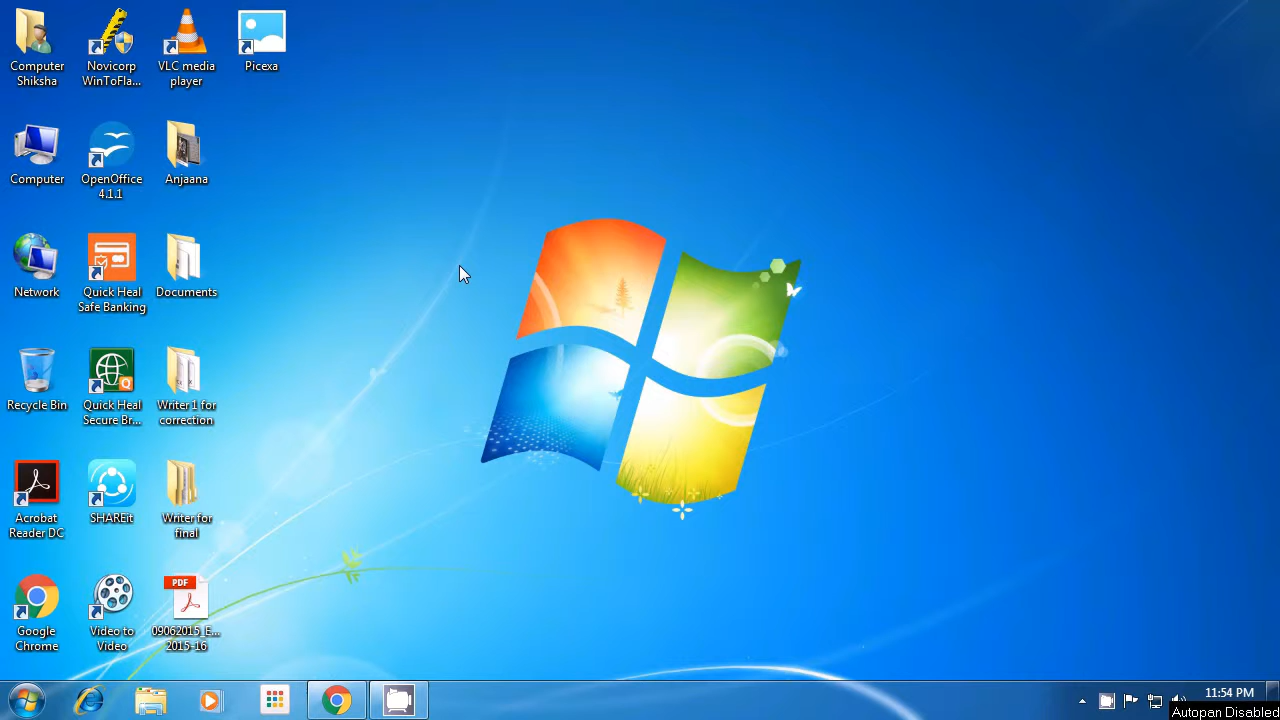 Computer
Shiksha
Novicorp
WinToFla...
VLC media
player
Picexa
Computer
OpenOffice
4.1.1
Anjaana
Network
Quick Heal
Safe Banking
Documents
Recycle Bin
Quick Heal
Secure Br...
Writer 1 for
correction
Acrobat
Reader DC
SHAREit
Writer for
final
Google
Chrome
Video to
Video
PDF
09062015_E...
2015-16
11:54 PM
Autopan Disabled